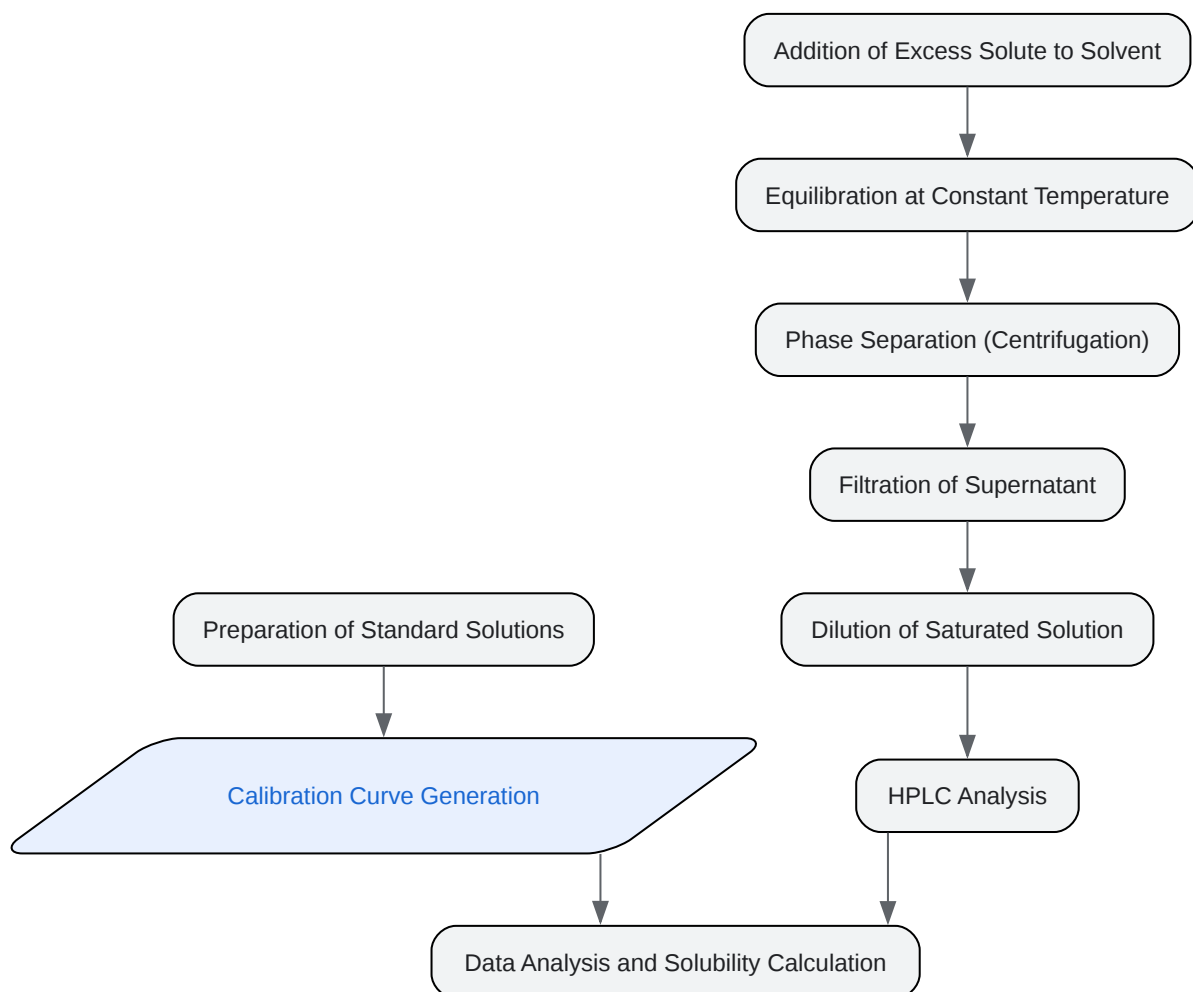 Addition of Excess Solute to Solvent
Equilibration at Constant Temperature
Phase Separation (Centrifugation)
Filtration of Supernatant
Preparation of Standard Solutions
Dilution of Saturated Solution
Calibration Curve Generation
HPLC Analysis
Data Analysis and Solubility Calculation